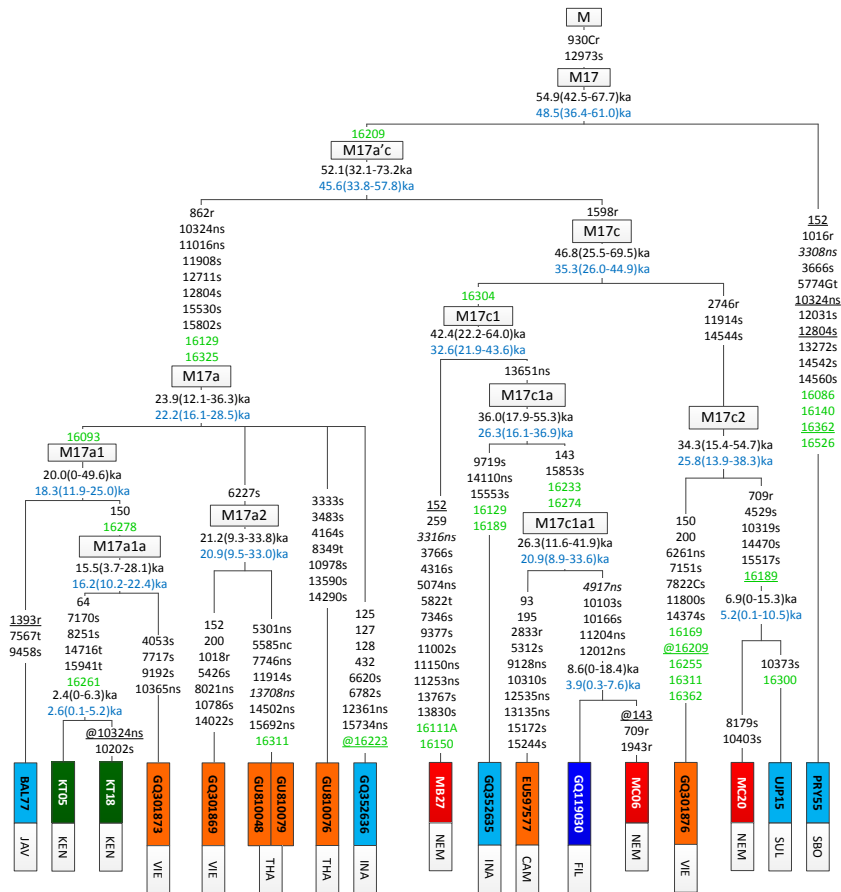 M
930Cr
12973s
M17
54.9(42.5-67.7)ka
48.5(36.4-61.0)ka
16209
M17a'c
52.1(32.1-73.2ka
45.6(33.8-57.8)ka
862r
10324ns
11016ns
11908s
12711s
12804s
15530s
15802s
16129
16325
M17a
23.9(12.1-36.3)ka
22.2(16.1-28.5)ka
16093
M17a1
20.0(0-49.6)ka
18.3(11.9-25.0)ka
1393r
7567t
9458s
BAL77
JAV
150
16278
M17a1a
15.5(3.7-28.1)ka
16.2(10.2-22.4)ka
64
7170s
8251s
14716t
15941t
16261
2.4(0-6.3)ka
2.6(0.1-5.2)ka
KT05
KEN
@10324ns
10202s
KT18
KEN
4053s
7717s
9192s
10365ns
GQ301873
VIE
6227s
M17a2
21.2(9.3-33.8)ka
20.9(9.5-33.0)ka
152
200
1018r
5426s
8021ns
10786s
14022s
GQ301869
VIE
5301ns
5585nc
7746ns
11914s
13708ns
14502ns
15692ns
16311
GU810048
GU810079
THA
3333s
3483s
4164s
8349t
10978s
13590s
14290s
GU810076
THA
125
127
128
432
6620s
6782s
12361ns
15734ns
@16223
GQ352636
INA
1598r
M17c
46.8(25.5-69.5)ka
35.3(26.0-44.9)ka
16304
M17c1
42.4(22.2-64.0)ka
32.6(21.9-43.6)ka
152
259
3316ns
3766s
4316s
5074ns
5822t
7346s
9377s
11002s
11150ns
11251ns
13767s
13830s
16111A
16150
MB27
NEM
13651ns
M17c1a
36.0(17.9-55.3)ka
26.3(16.1-36.9)ka
9719s
14110ns
15553s
16129
16189
GQ352635
INA
143
15853s
16233
16274
M17c1a1
26.3(11.6-41.9)ka
20.9(8.9-33.6)ka
93
195
2833r
5312s
9128ns
10310s
12535ns
13135ns
15172s
15244s
EU597577
CAM
4917ns
10103s
10166s
11204ns
12012ns
8.6(0-18.4)ka
3.9(0.3-7.6)ka
GQ119030
FIL
@143
709r
1943r
MC06
NEM
2746r
11914s
14544s
M17c2
34.3(15.4-54.7)ka
25.8(13.9-38.3)ka
150
200
6261ns
7151s
7822Cs
11800s
14374s
16169
@16209
16255
16311
16362
GQ301876
VIE
709r
4529s
10319s
14470s
15517s
16189
6.9(0-15.3)ka
5.2(0.1-10.5)ka
8179s
10403s
MC20
NEM
10373s
16300
UJP15
SUL
152
1016r
3308ns
3666s
5774Gt
10324ns
12031s
12804s
13272s
14542s
14560s
16086
16140
16362
16526
PRY55
SBO